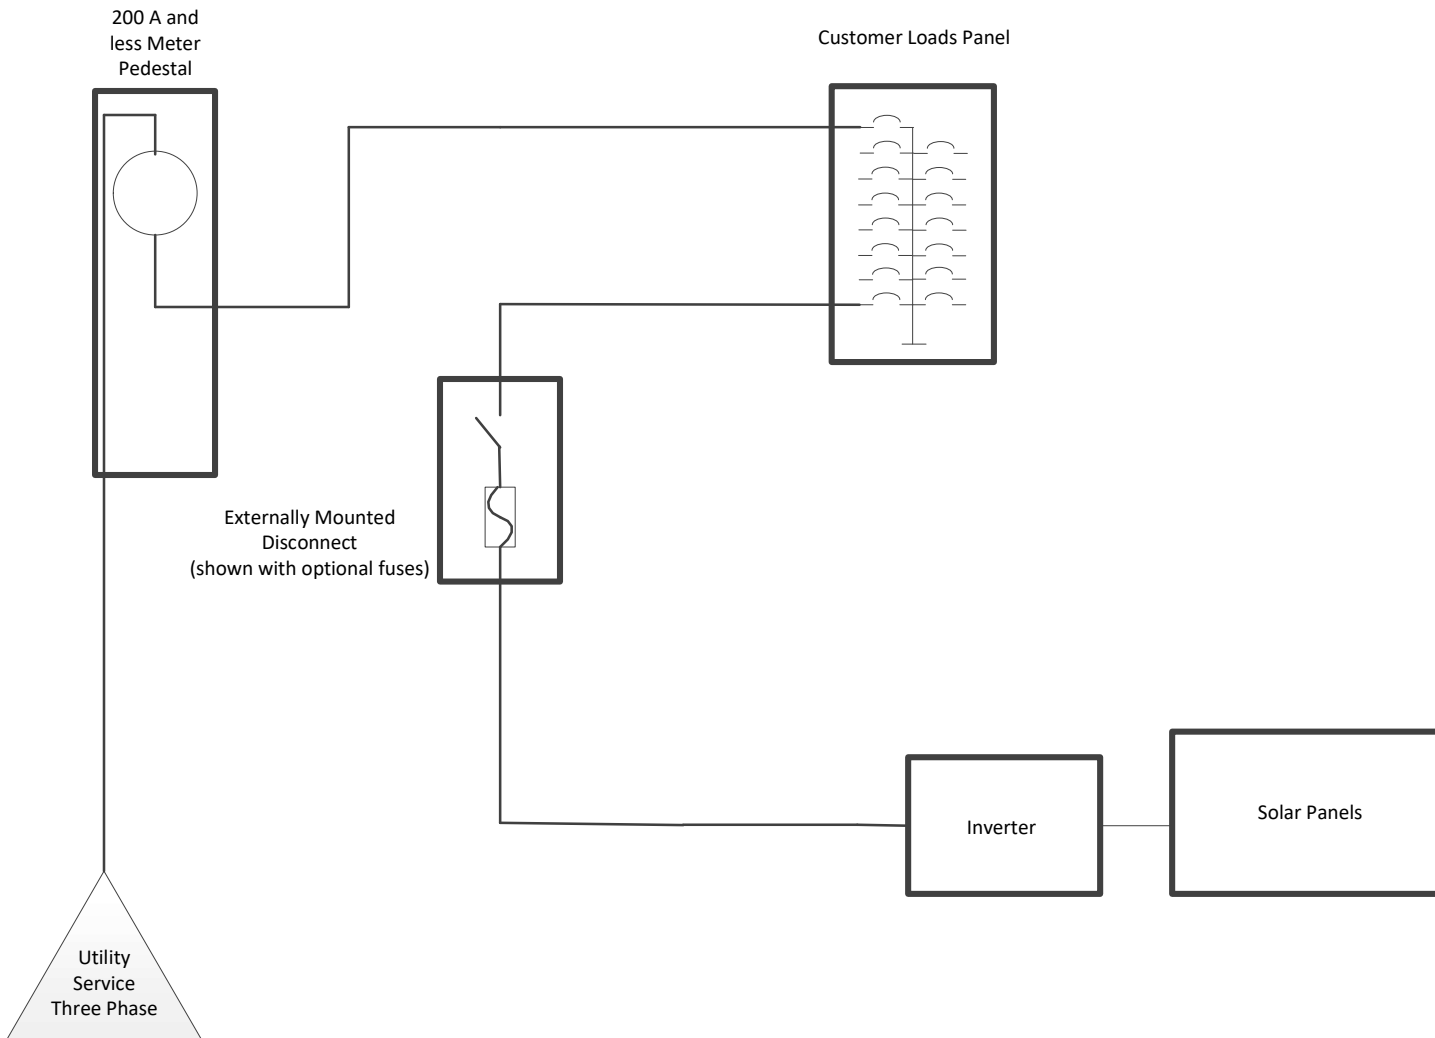 200 A and
less Meter
Pedestal
Customer Loads Panel
Externally Mounted
Disconnect
(shown with optional fuses)
Inverter
Solar Panels
Utility
Service
Three Phase